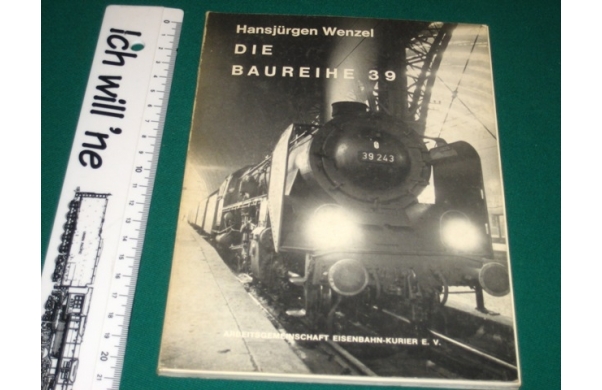 Hansjürgen Wenzel
DIE
BAUREIHE 39
39 243
ARBEITSGEMEINSCHAFT EISENBAHN-KURIER E. V.
Ich will 'ne